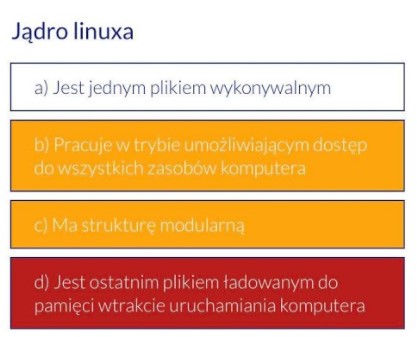 Jądro linuxa
a) Jest jednym plikiem wykonywalnym
b) Pracuje w trybie umożliwiającym dostęp
do wszystkich zasobów komputera
c) Ma strukturę modularną
d) Jest ostatnim plikiem ładowanym do
pamięci wtrakcie uruchamiania komputera